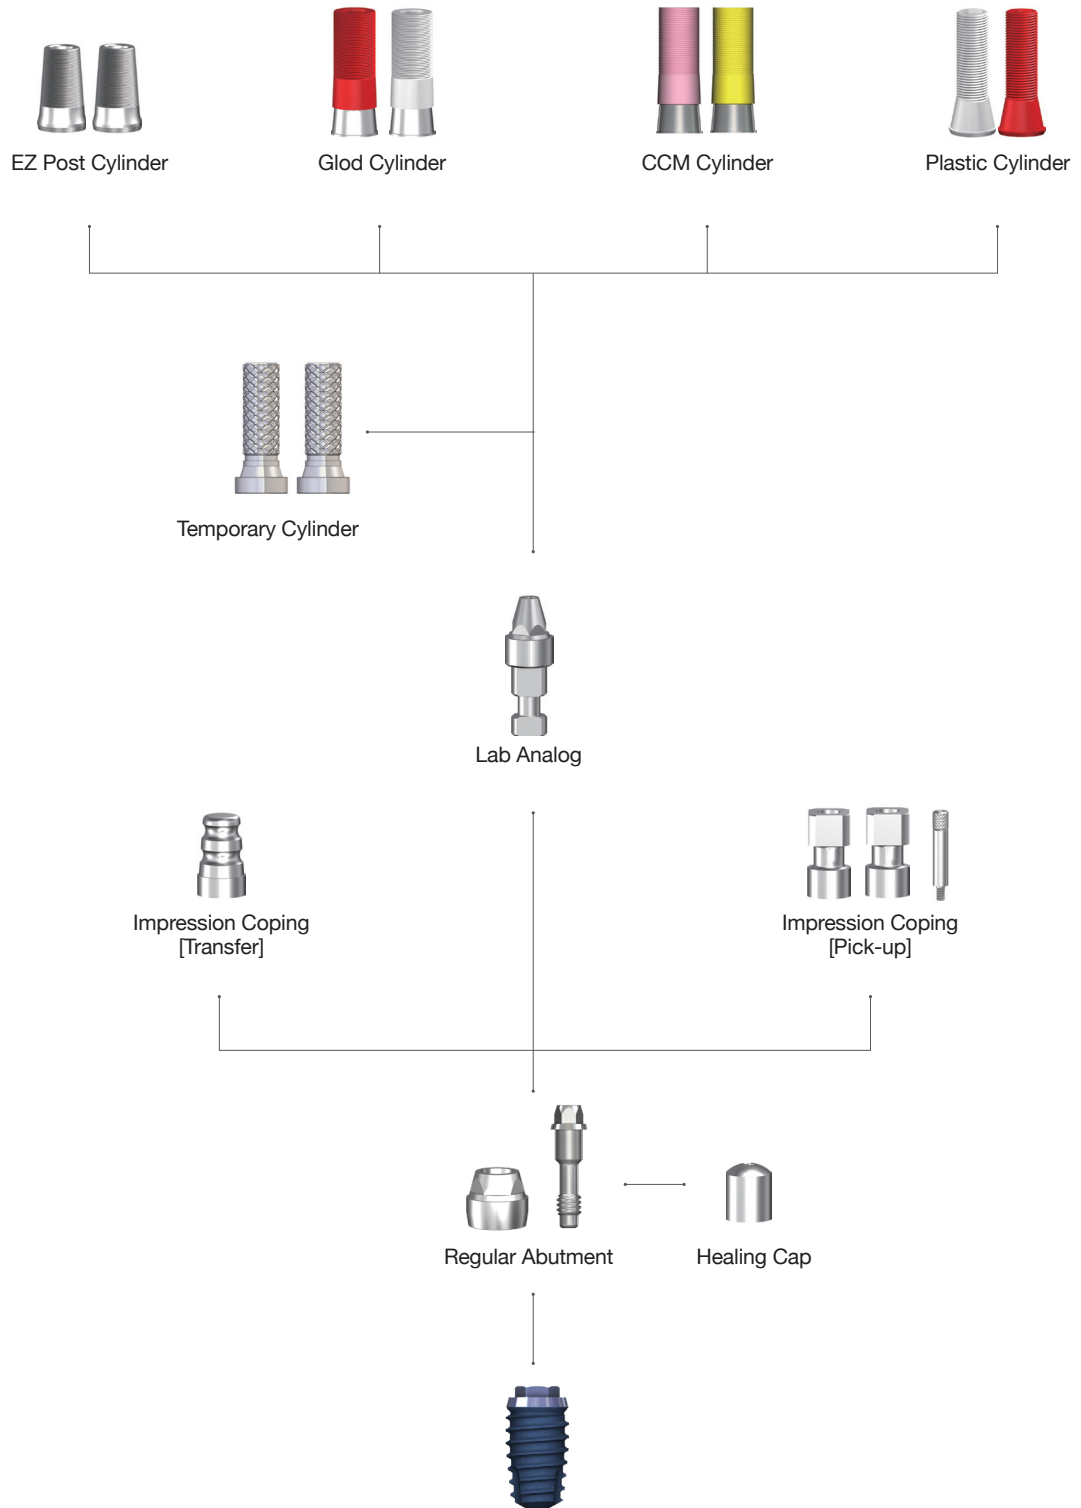 EZ Post Cylinder
Glod Cylinder
CCM Cylinder
Plastic Cylinder
Temporary Cylinder
Lab Analog
Impression Coping
[Transfer]
Impression Coping
[Pick-up]
Regular Abutment
Healing Cap